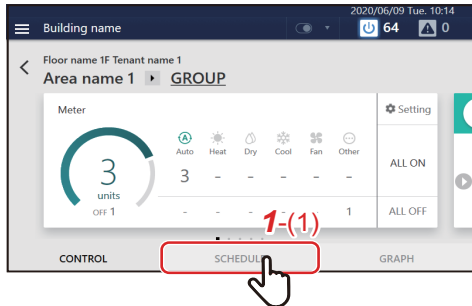 2020/06/09 Tue. 10:14
Building name
64
0
Floor name 1F Tenant name 1
Area name 1 GROUP
Meter
Setting
Auto Heat Dry Cool Fan Other
3 - - - - -
3
units
OFF 1
- - - - 1
ALL ON
ALL OFF
1-(1)
CONTROL SCHEDULE GRAPH